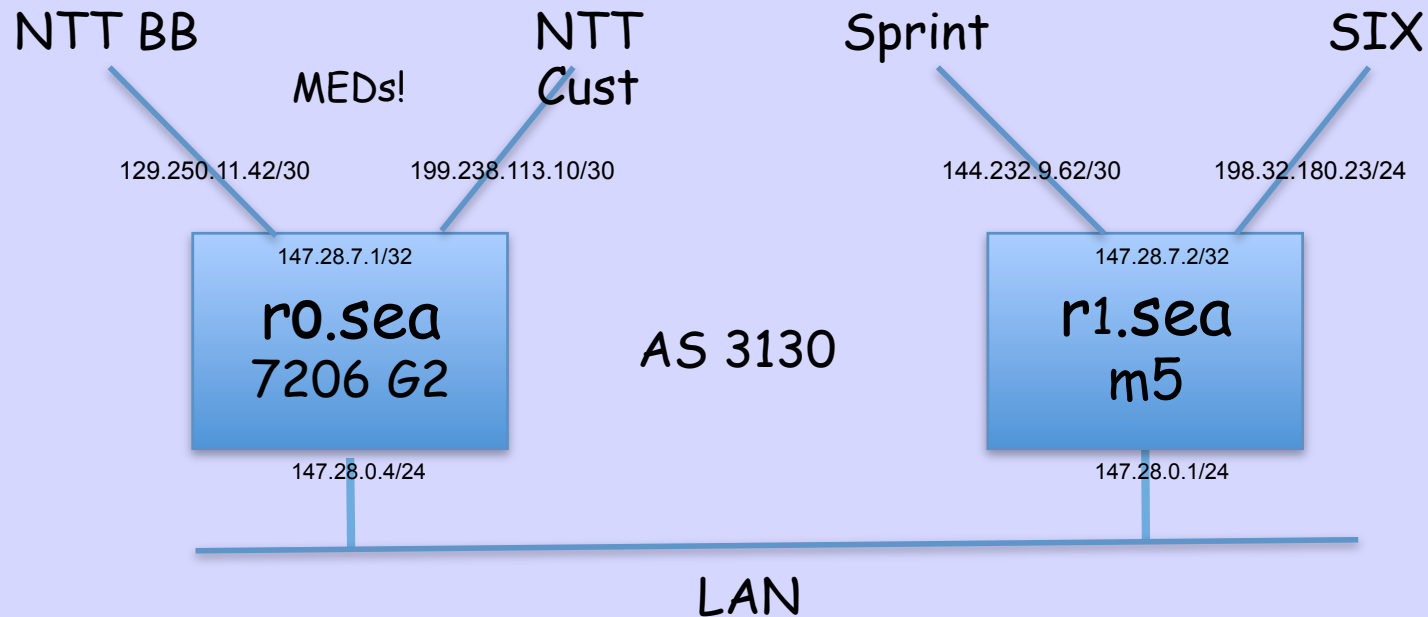 NTT BB
NTT
Cust
Sprint
SIX
MEDs!
129.250.11.42/30
199.238.113.10/30
144.232.9.62/30
198.32.180.23/24
147.28.7.1/32
r0.sea
7206 G2
AS 3130
147.28.7.2/32
r1.sea
m5
147.28.0.4/24
147.28.0.1/24
LAN